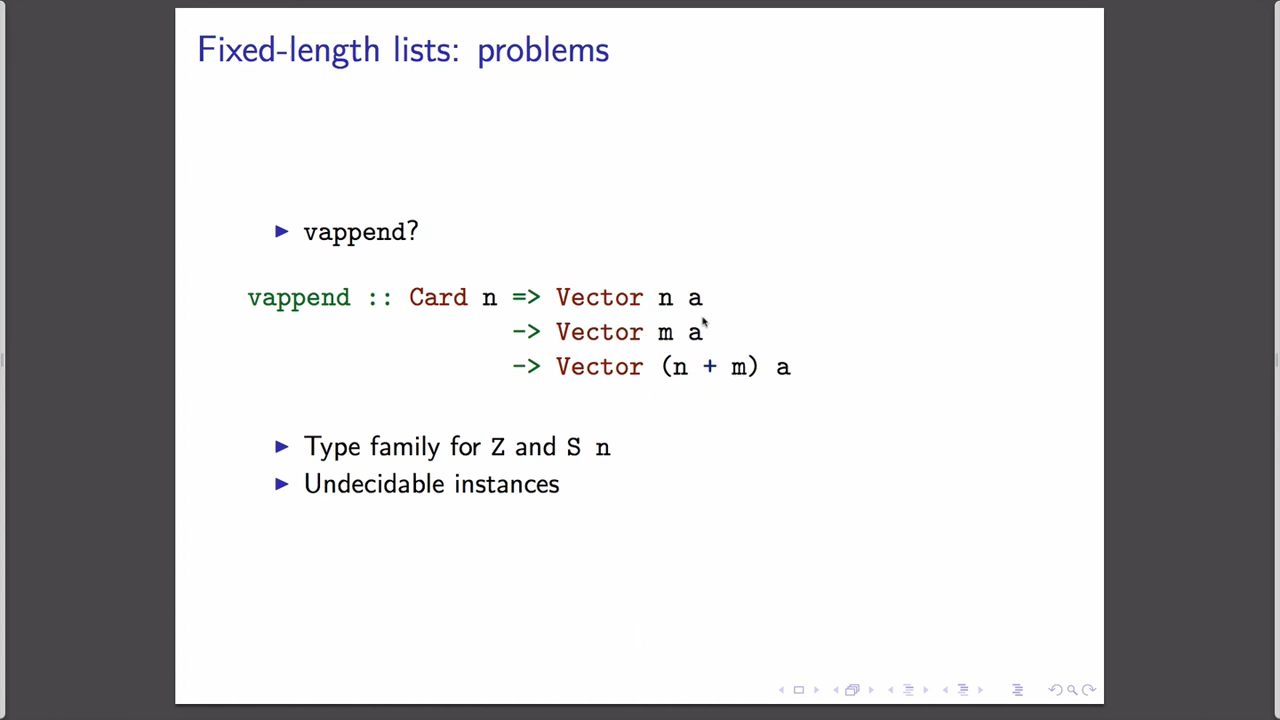 Fixed-length lists: problems
▶ vappend?
vappend :: Card n => Vector n a
-> Vector m a
-> Vector (n + m) a
▶ Type family for Z and S n
▶ Undecidable instances